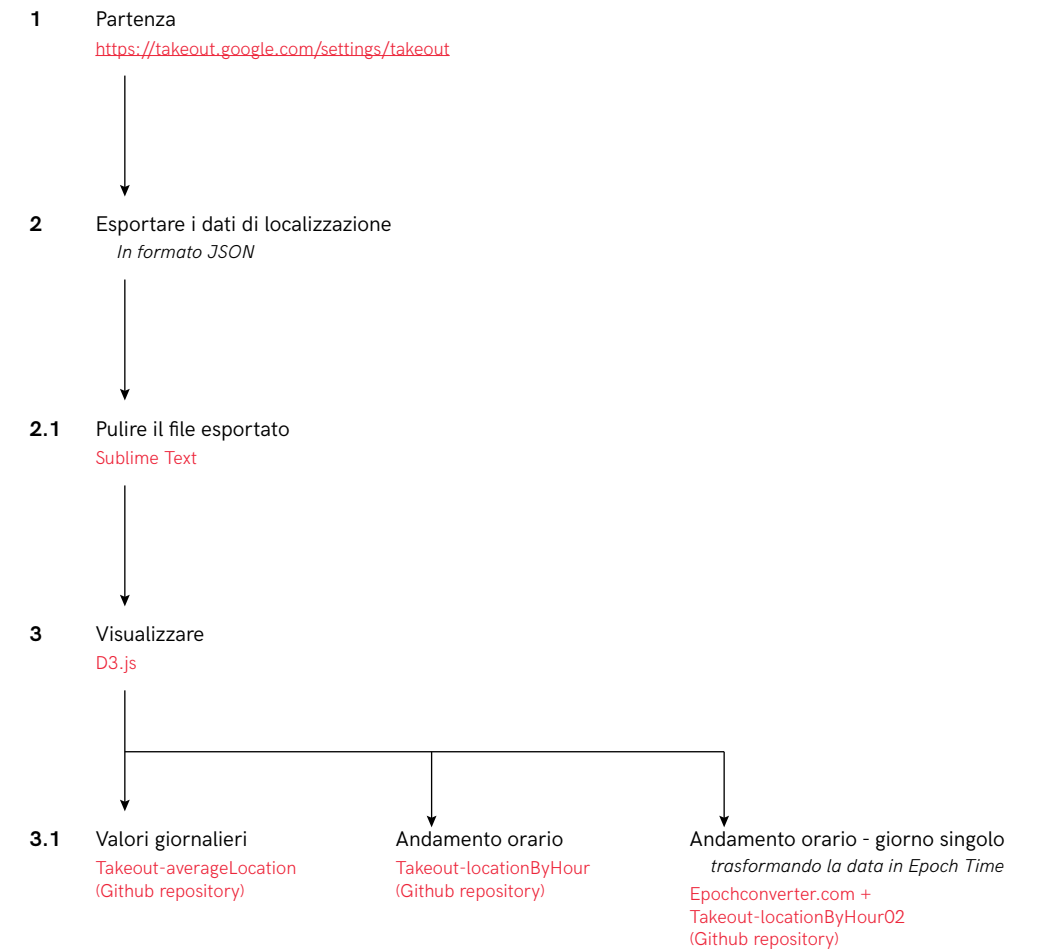 1 Partenza
https://takeout.google.com/settings/takeout
2 Esportare i dati di localizzazione
In formato JSON
2.1 Pulire il file esportato
Sublime Text
3 Visualizzare
D3.js
3.1 Valori giornalieri
Takeout-averageLocation
(Github repository)
Andamento orario
Takeout-locationByHour
(Github repository)
Andamento orario - giorno singolo
trasformando la data in Epoch Time
Epochconverter.com +
Takeout-locationByHour02
(Github repository)